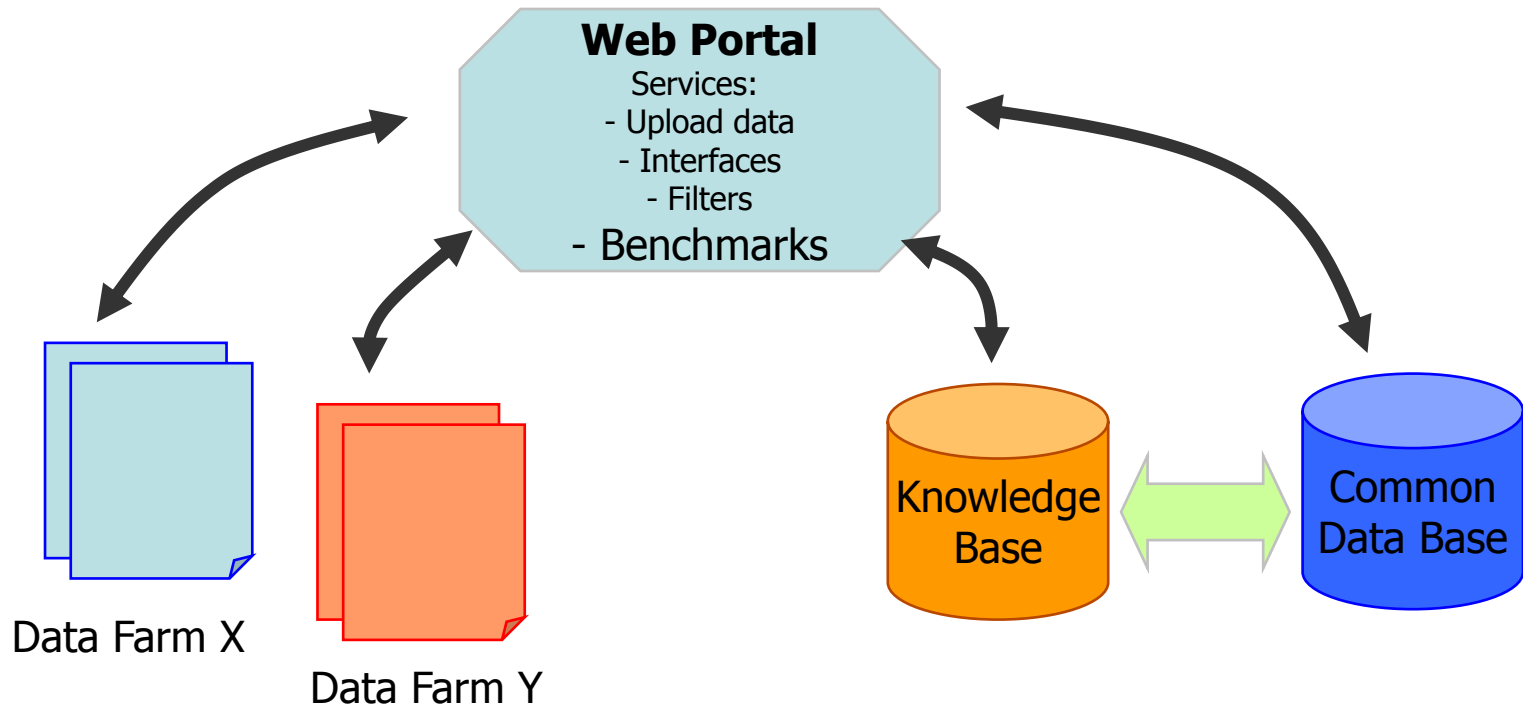 Web Portal
Services:
- Upload data
- Interfaces
- Filters
- Benchmarks
Knowledge
Base
Common
Data Base
Data Farm X
Data Farm Y